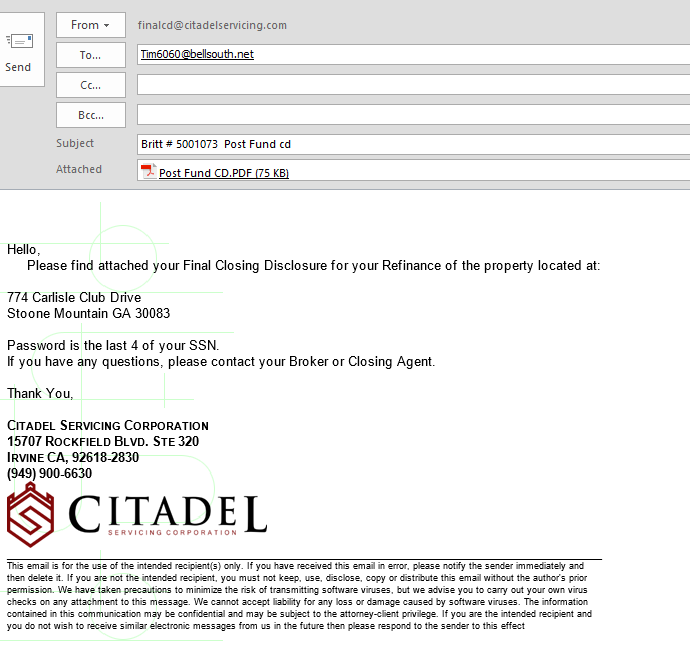 From
finalcd@citadelservicing.com
Send
To...
Tim6060@bellsouth.net
Cc...
Bcc...
Subject
Britt # 5001073  Post Fund cd
Attached
Post Fund CD.PDF (75 KB)
Hello,
Please find attached your Final Closing Disclosure for your Refinance of the property located at:
774 Carlisle Club Drive
Stoone Mountain GA 30083
Password is the last 4 of your SSN.
If you have any questions, please contact your Broker or Closing Agent.
Thank You,
CITADEL SERVICING CORPORATION
15707 ROCKFIELD BLVD. STE 320
IRVINE CA, 92618-2830
(949) 900-6630
CITADEL
SERVICING CORPORATION
This email is for the use of the intended recipient(s) only. If you have received this email in error, please notify the sender immediately and
then delete it. If you are not the intended recipient, you must not keep, use, disclose, copy or distribute this email without the author's prior
permission. We have taken precautions to minimize the risk of transmitting software viruses, but we advise you to carry out your own virus
checks on any attachment to this message. We cannot accept liability for any loss or damage caused by software viruses. The information
contained in this communication may be confidential and may be subject to the attorney-client privilege. If you are the intended recipient and
you do not wish to receive similar electronic messages from us in the future then please respond to the sender to this effect